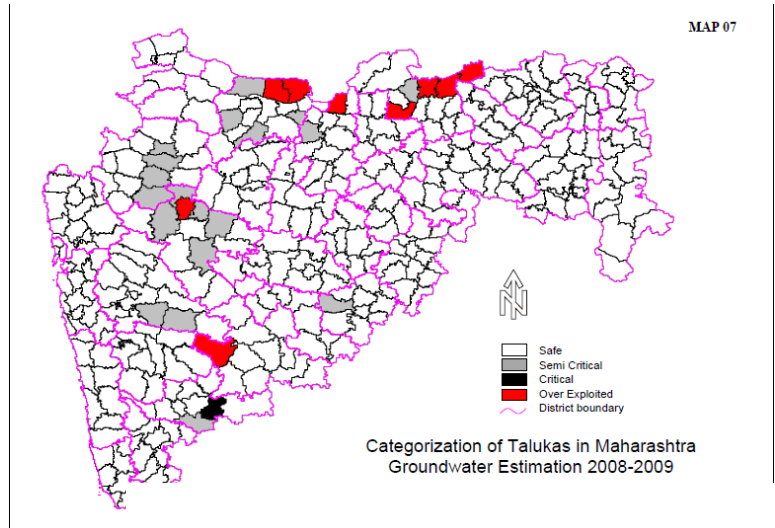 MAP 07
N
Safe
Semi Critical
Critical
Over Exploited
District boundary
Categorization of Talukas in Maharashtra
Groundwater Estimation 2008-2009